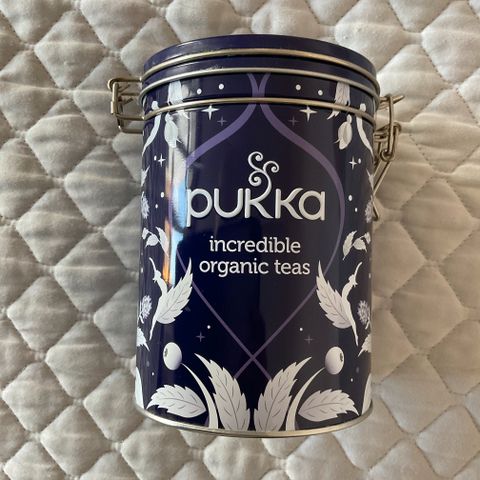 pukka
incredible
organic teas